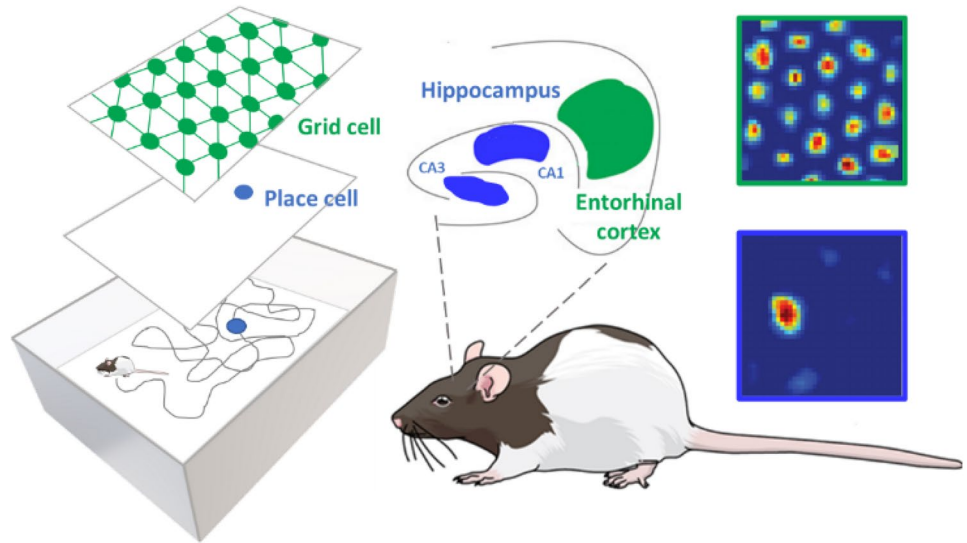 Grid cell
Place cell
Hippocampus
CA3
CA1
Entorhinal
cortex